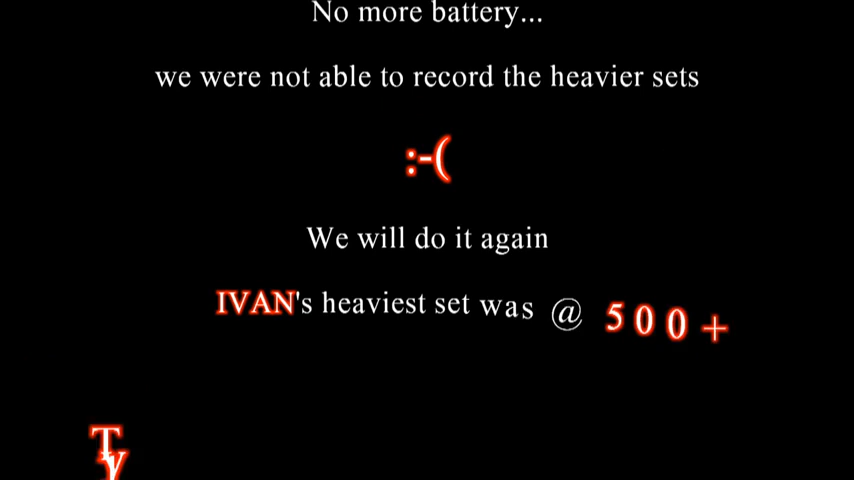 No more battery...
we were not able to record the heavier sets
:-(
We will do it again
IVAN's heaviest set was @ 500+
Ty